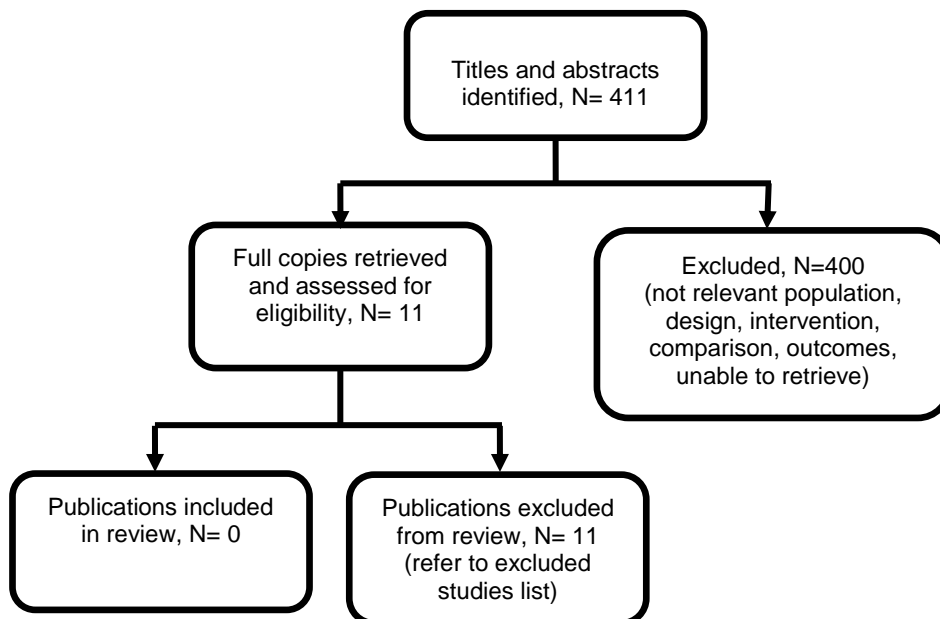 Titles and abstracts
identified, N= 411
Full copies retrieved
and assessed for
eligibility, N= 11
Excluded, N=400
(not relevant population,
design, intervention,
comparison, outcomes,
unable to retrieve)
Publications included
in review, N= 0
Publications excluded
from review, N= 11
(refer to excluded
studies list)